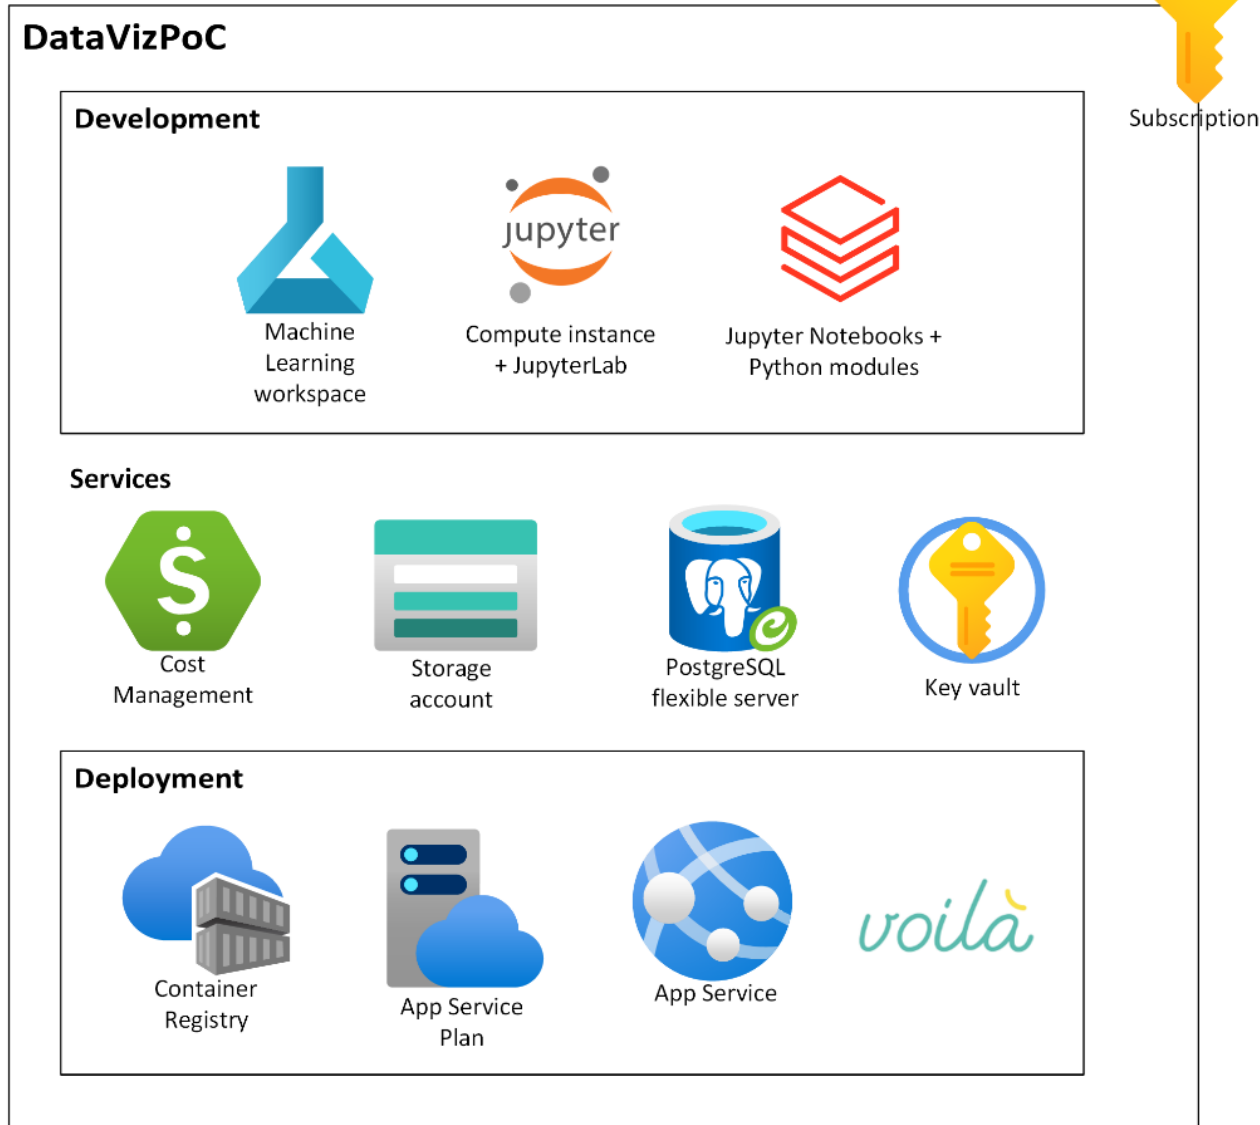 DataVizPoC
Subscription
Development
jupyter
Machine
Learning
workspace
Compute instance
+ JupyterLab
Jupyter Notebooks +
Python modules
Services
$
Cost
Management
Storage
account
PostgreSQL
flexible server
Key vault
Deployment
Container
Registry
App Service
Plan
App Service
voilà